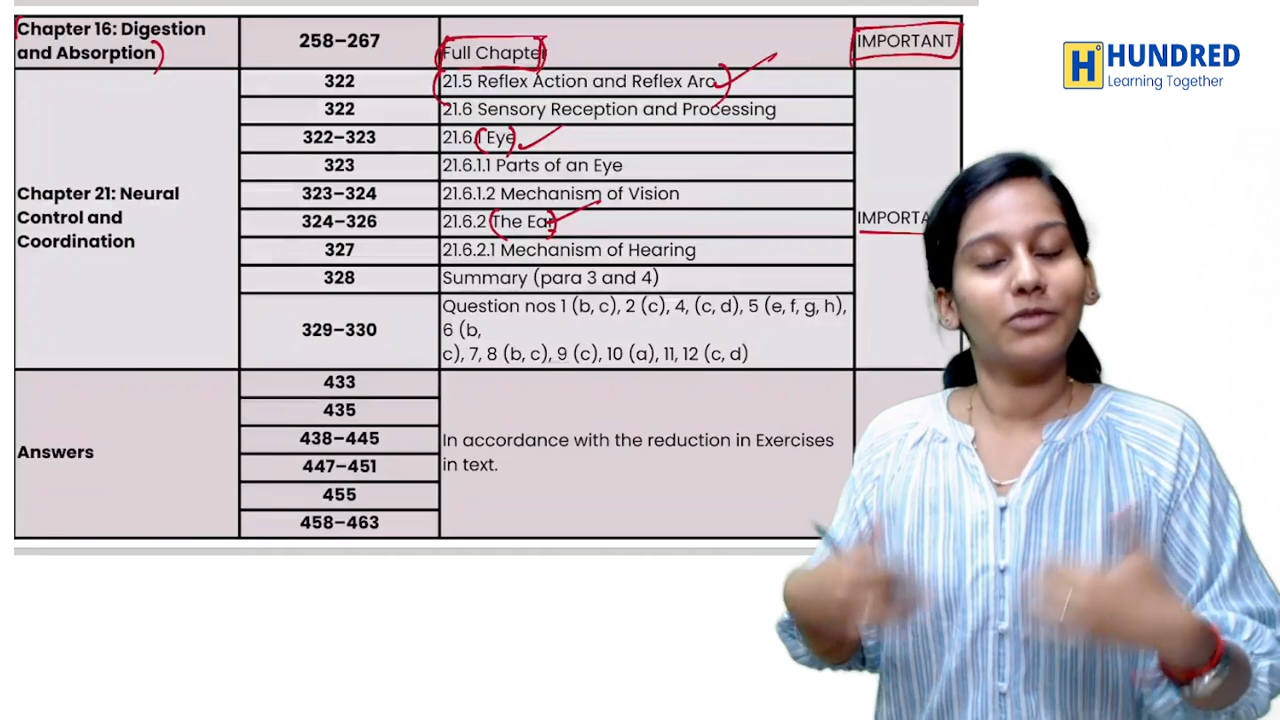 Chapter 16: Digestion
and Absorption
258–267
Full Chapter
IMPORTANT
Chapter 21: Neural
Control and
Coordination
322
21.5 Reflex Action and Reflex Arc
322
21.6 Sensory Reception and Processing
322–323
21.6.1 Eye
323
21.6.1.1 Parts of an Eye
323–324
21.6.1.2 Mechanism of Vision
324–326
21.6.2 The Ear
327
21.6.2.1 Mechanism of Hearing
328
Summary (para 3 and 4)
329–330
Question nos 1 (b, c), 2 (c), 4, (c, d), 5 (e, f, g, h),
6 (b,
c), 7, 8 (b, c), 9 (c), 10 (a), 11, 12 (c, d)
IMPORTA
Answers
433
435
438–445
447–451
455
458–463
In accordance with the reduction in Exercises
in text.
H HUNDRED
Learning Together